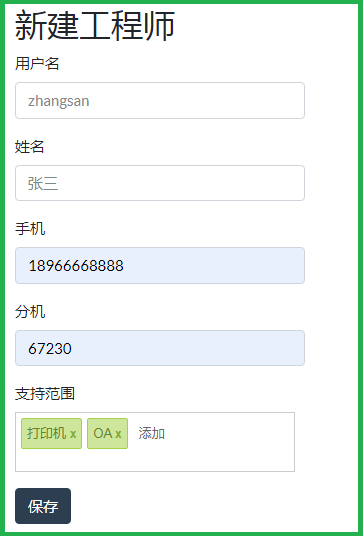 新建工程师
用户名
zhangsan
姓名
张三
手机
18966668888
分机
67230
支持范围
打印机 x OA x 添加
保存